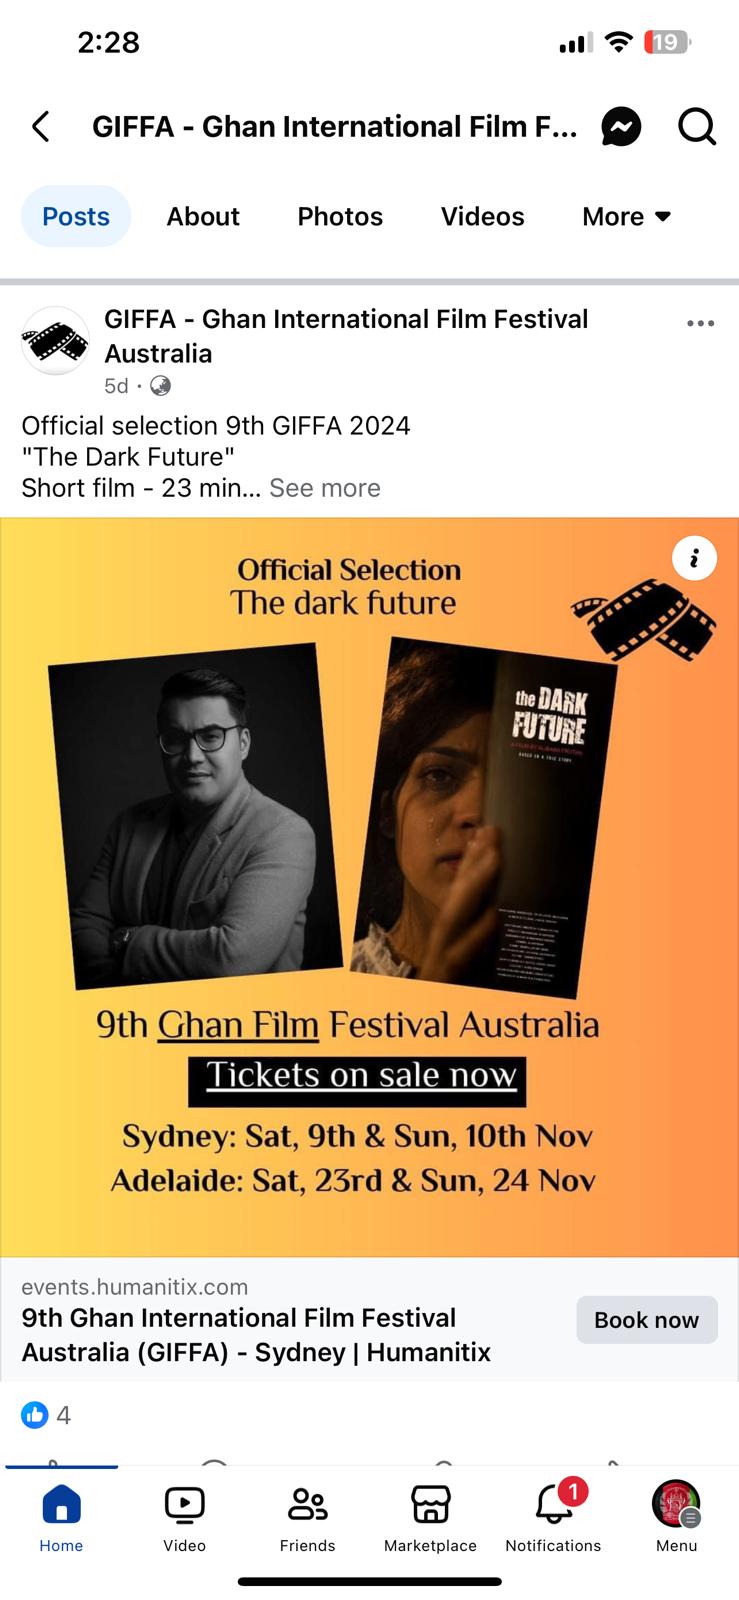 2:28
19
GIFFA - Ghan International Film F...
Posts
About
Photos
Videos
More
GIFFA - Ghan International Film Festival
Australia
5d ·
Official selection 9th GIFFA 2024
"The Dark Future"
Short film - 23 min... See more
Official Selection
The dark future
the DARK
FUTURE
BASED ON A TRUE STORY
9th Ghan Film Festival Australia
Tickets on sale now
Sydney: Sat, 9th & Sun, 10th Nov
Adelaide: Sat, 23rd & Sun, 24 Nov
events.humanitix.com
9th Ghan International Film Festival
Australia (GIFFA) - Sydney | Humanitix
Book now
4
1
Home
Video
Friends
Marketplace
Notifications
Menu